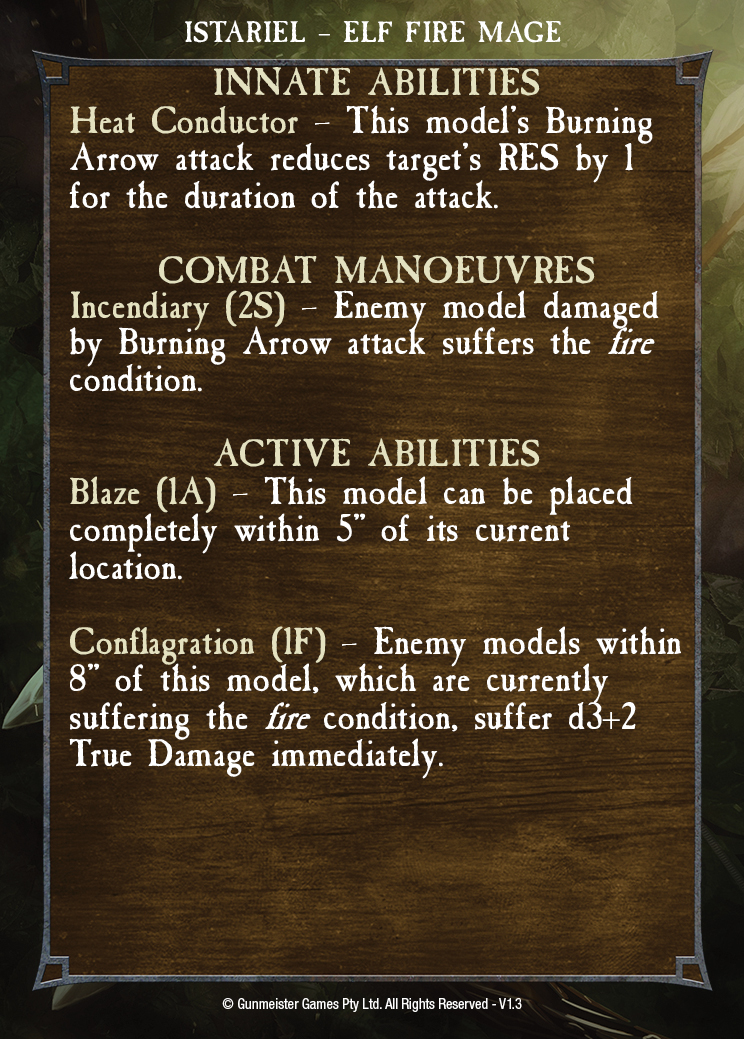 ISTARIEL – ELF FIRE MAGE
INNATE ABILITIES
Heat Conductor – This model's Burning
Arrow attack reduces target's RES by 1
for the duration of the attack.
COMBAT MANOEUVRES
Incendiary (2S) – Enemy model damaged
by Burning Arrow attack suffers the fire
condition.
ACTIVE ABILITIES
Blaze (1A) – This model can be placed
completely within 5" of its current
location.
Conflagration (1F) – Enemy models within
8" of this model, which are currently
suffering the fire condition, suffer d3+2
True Damage immediately.
© Gunmeister Games Pty Ltd. All Rights Reserved - V1.3